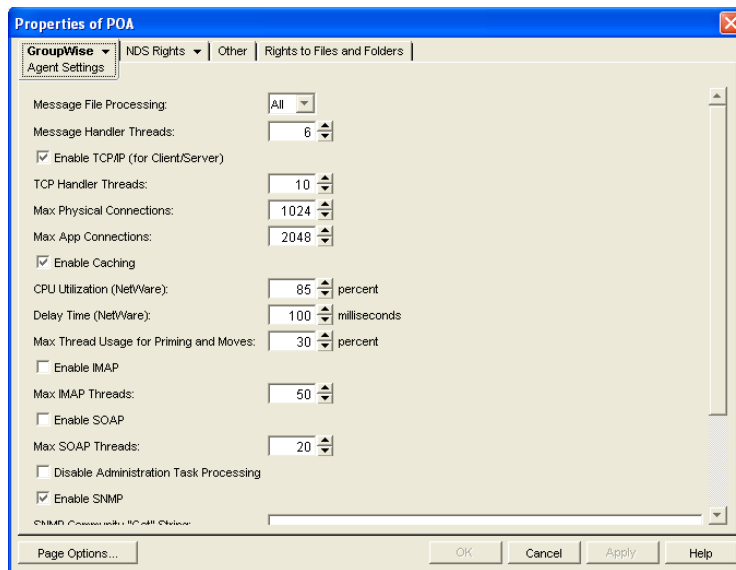 Properties of POA
GroupWise NDS Rights Other Rights to Files and Folders
Agent Settings
Message File Processing: All
Message Handler Threads: 6
Enable TCP/IP (for Client/Server)
TCP Handler Threads: 10
Max Physical Connections: 1024
Max App Connections: 2048
Enable Caching
CPU Utilization (NetWare): 85 percent
Delay Time (NetWare): 100 milliseconds
Max Thread Usage for Priming and Moves: 30 percent
Enable IMAP
Max IMAP Threads: 50
Enable SOAP
Max SOAP Threads: 20
Disable Administration Task Processing
Enable SNMP
SNMP Community "Get" String:
Page Options... OK Cancel Apply Help